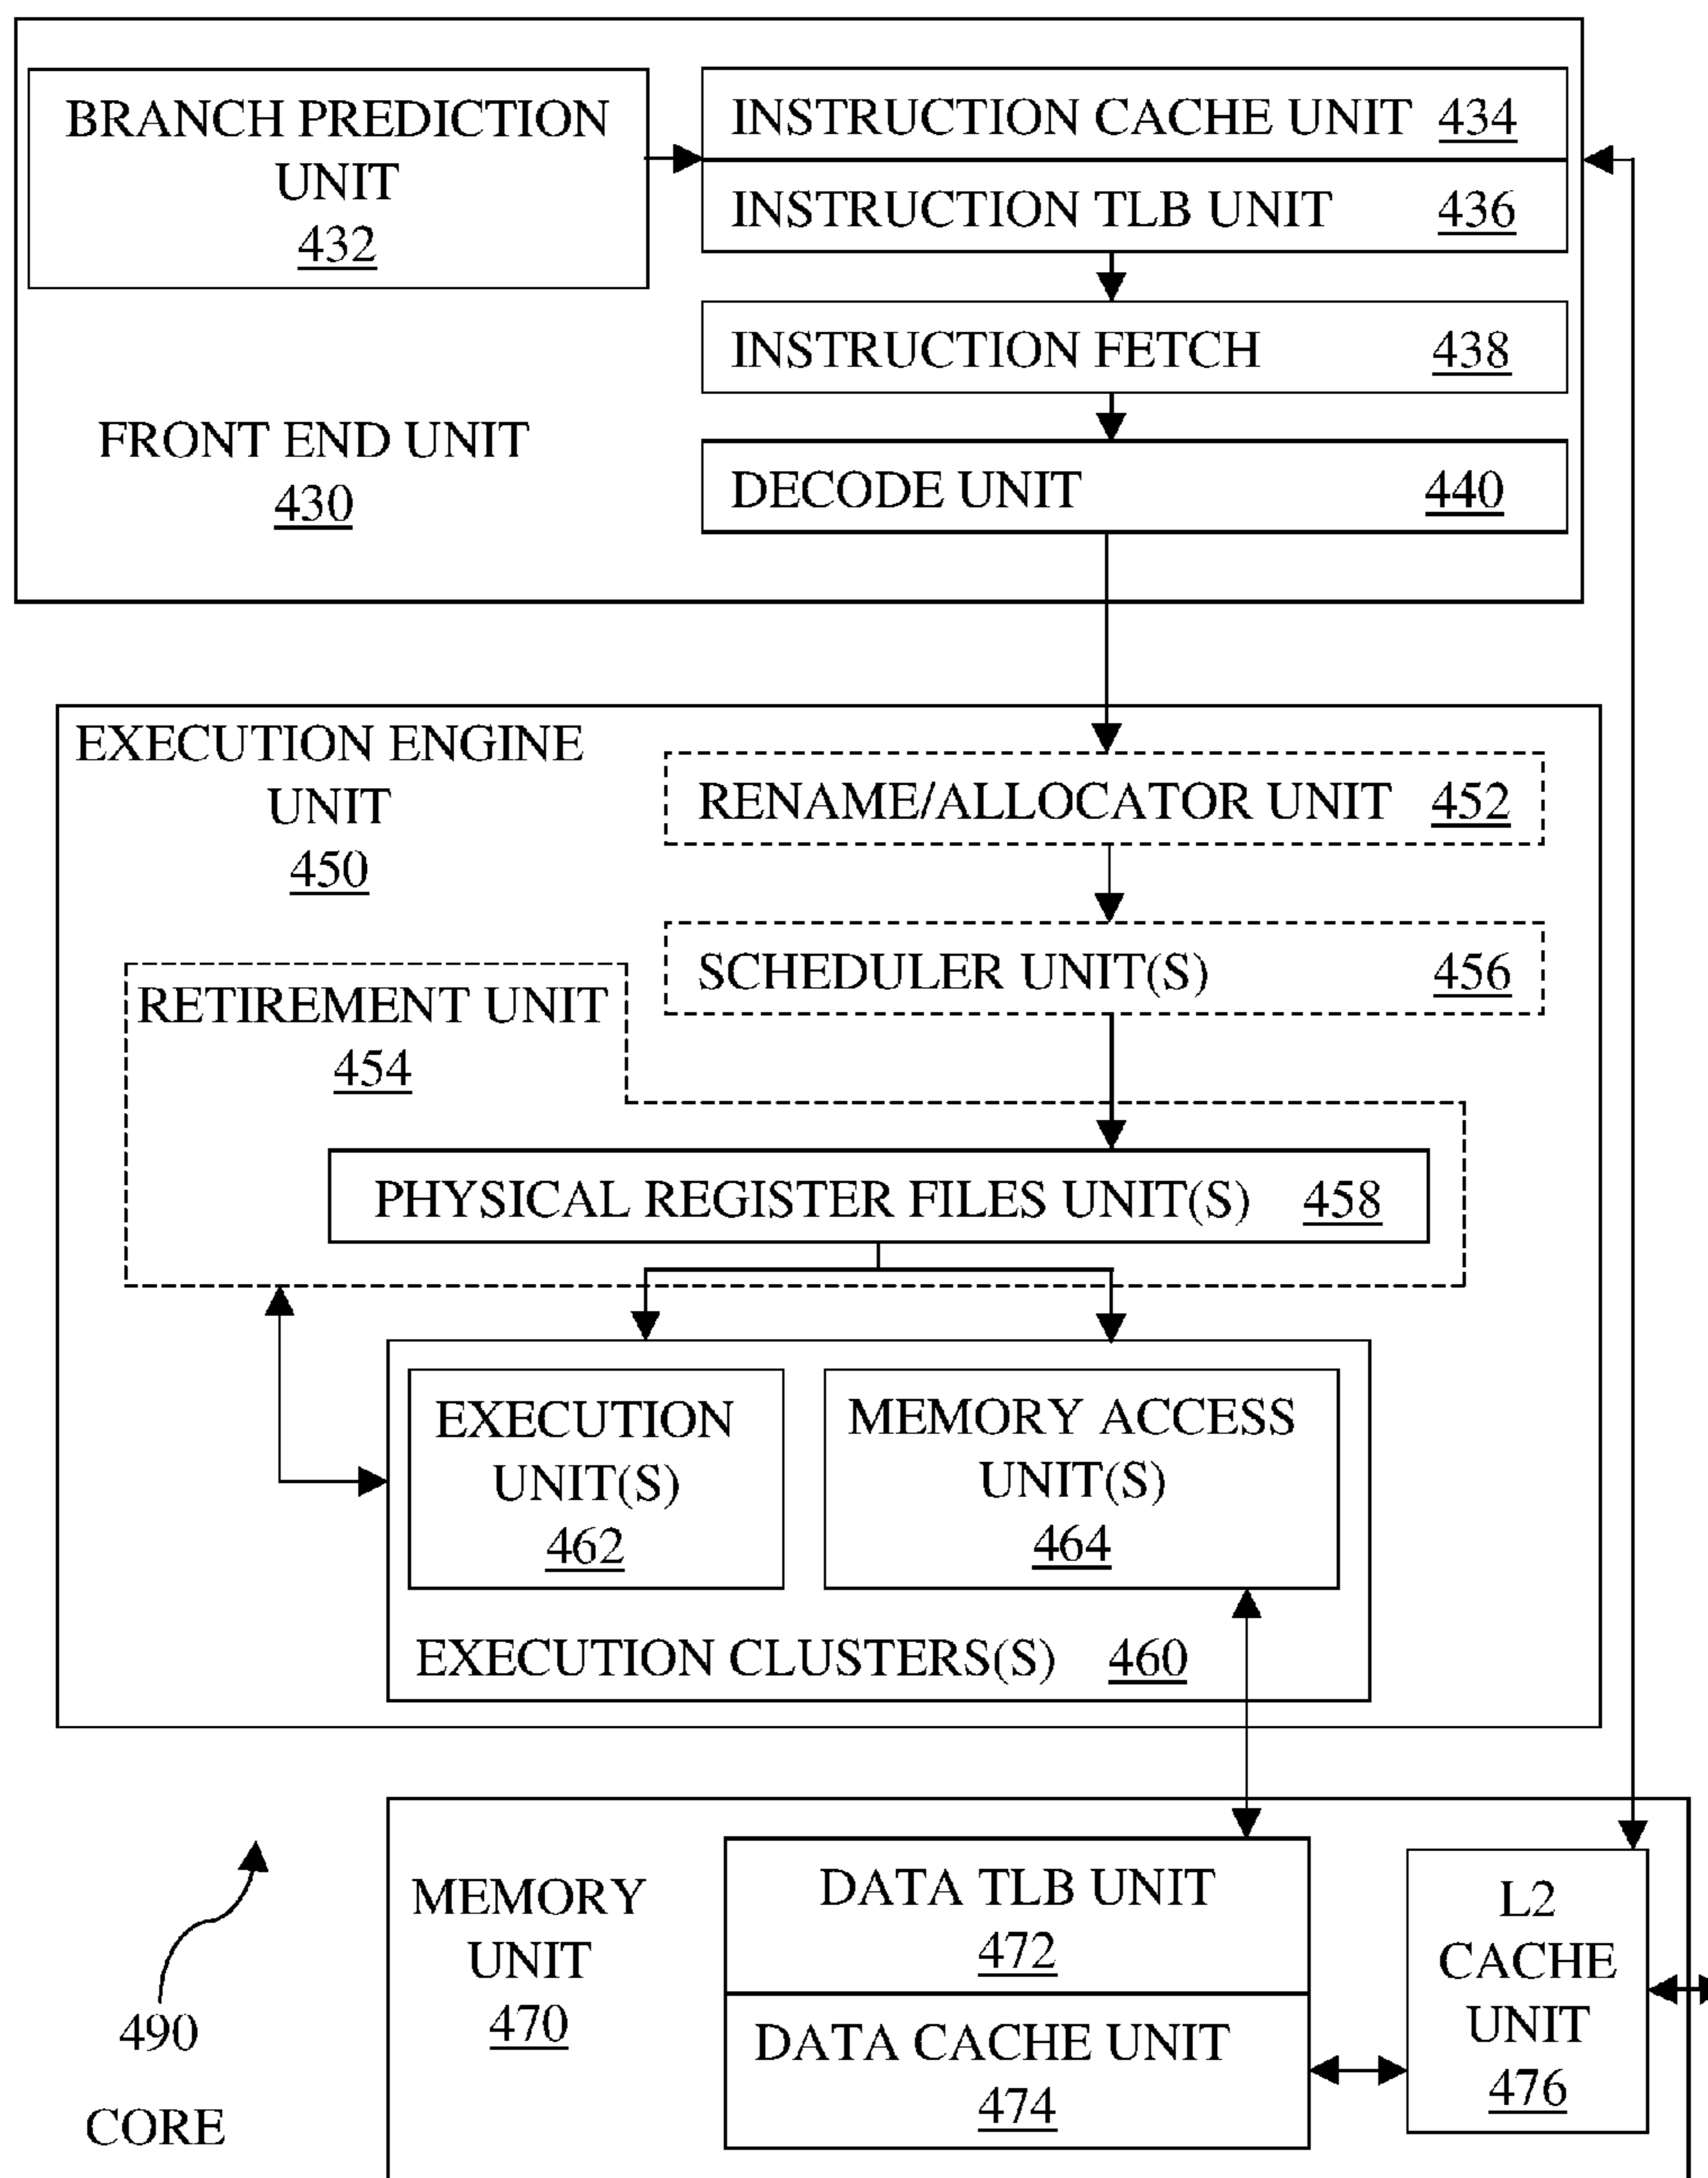 BRANCH PREDICTION
UNIT
432
INSTRUCTION CACHE UNIT 434
INSTRUCTION TLB UNIT 436
INSTRUCTION FETCH 438
FRONT END UNIT
430
DECODE UNIT 440
EXECUTION ENGINE
UNIT
450
RENAME/ALLOCATOR UNIT 452
SCHEDULER UNIT(S) 456
RETIREMENT UNIT
454
PHYSICAL REGISTER FILES UNIT(S) 458
EXECUTION
UNIT(S)
462
MEMORY ACCESS
UNIT(S)
464
EXECUTION CLUSTERS(S) 460
MEMORY
UNIT
470
DATA TLB UNIT
472
DATA CACHE UNIT
474
L2
CACHE
UNIT
476
490
CORE